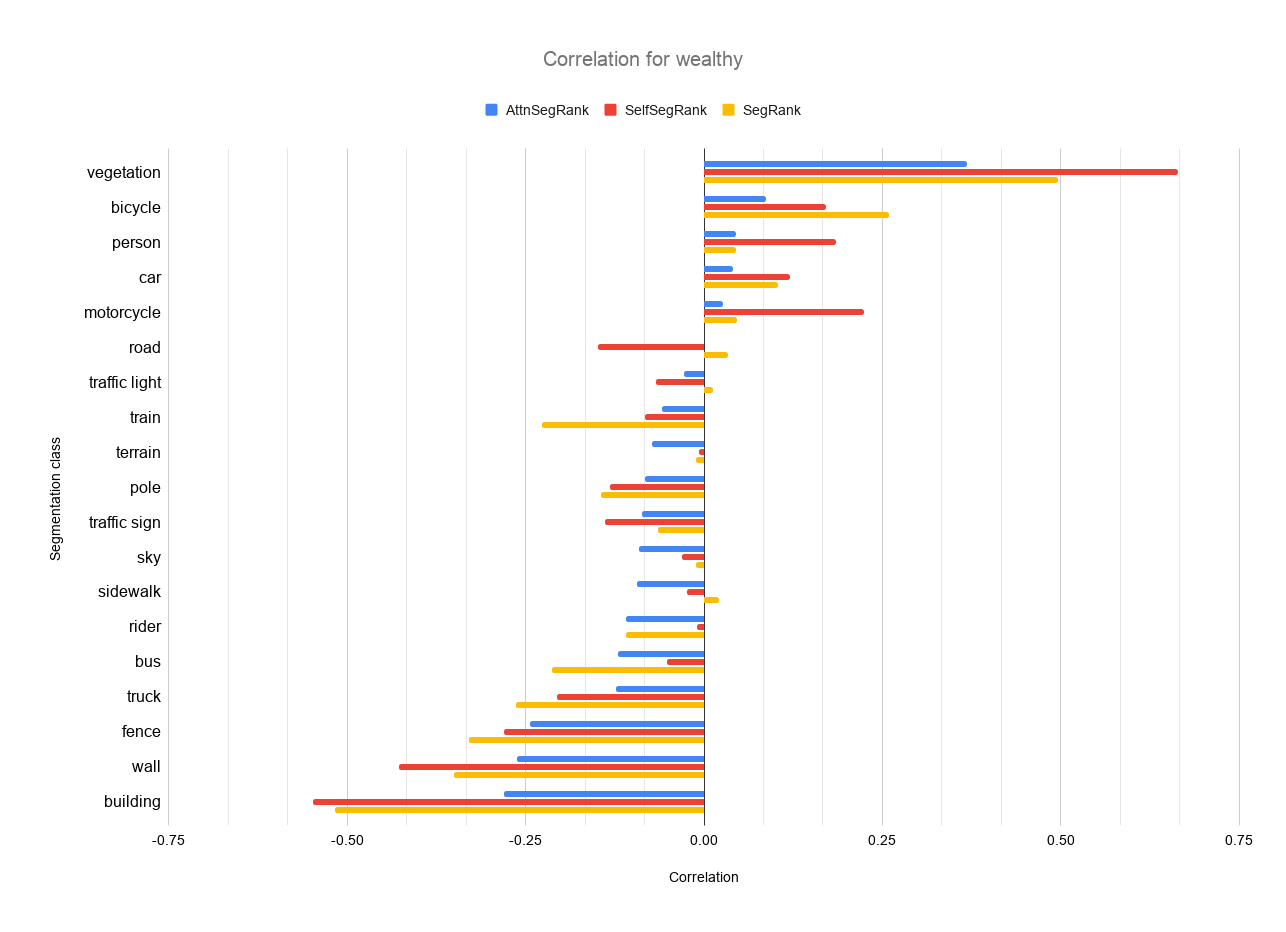 Correlation for wealthy
AttnSegRank SelfSegRank SegRank
vegetation
bicycle
person
car
motorcycle
road
traffic light
train
terrain
pole
traffic sign
sky
sidewalk
rider
bus
truck
fence
wall
building
Segmentation class
-0.75 -0.50 -0.25 0.00 0.25 0.50 0.75
Correlation